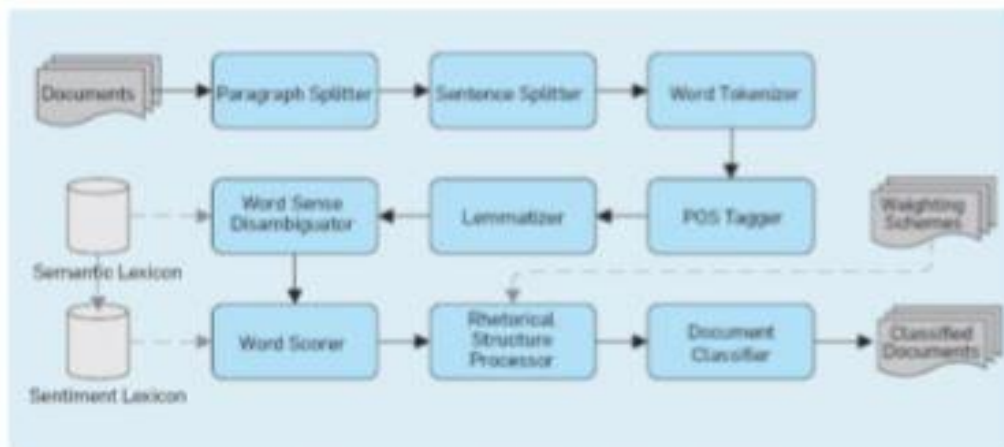 Documents
Paragraph Splitter
Sentence Splitter
Word Tokenizer
Word Sense
Disambiguator
Lemmatizer
POS Tagger
Weighting
Schemes
Semantic Lexicon
Word Scorer
Rhetorical
Structure
Processor
Document
Classifier
Classified
Documents
Sentiment Lexicon